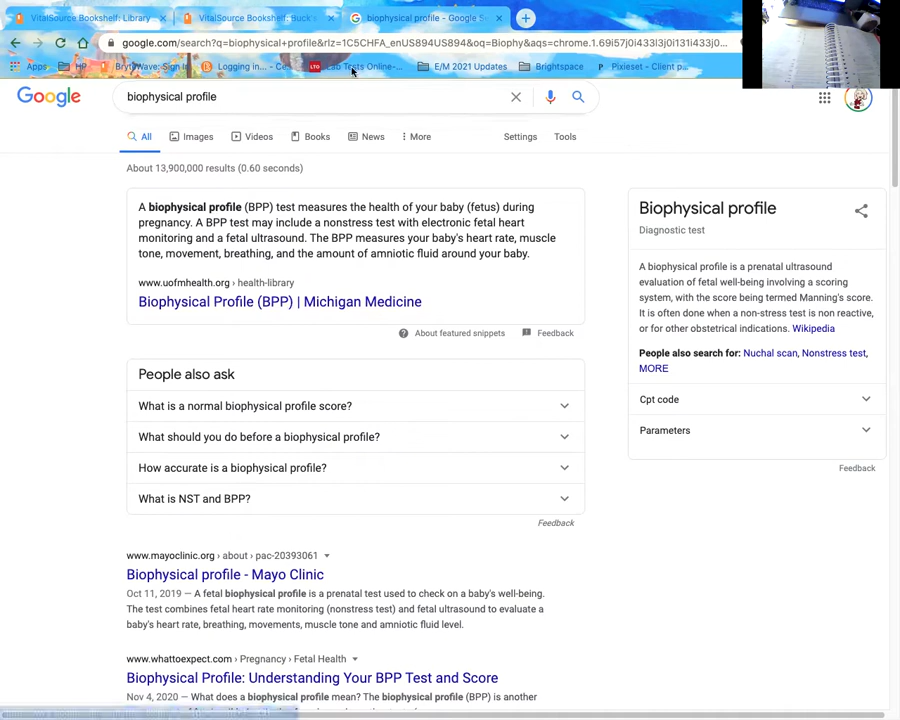 VitalSource Bookshelf: Library
VitalSource Bookshelf: Buck's
biophysical profile - Google S
google.com/search?q=biophysical+profile&rlz=1C5CHFA_enUS894US894&oq=Biophy&aqs=chrome.1.69i57j0i433l3j0i131i433j0...
Apps
HP
Logging in... - Ce
LTO
Lab Tests Online-...
E/M 2021 Updates
Brightspace
Pixieset - Client p...
Google
biophysical profile
All
Images
Videos
Books
News
More
Settings
Tools
About 13,900,000 results (0.60 seconds)
A biophysical profile (BPP) test measures the health of your baby (fetus) during
pregnancy. A BPP test may include a nonstress test with electronic fetal heart
monitoring and a fetal ultrasound. The BPP measures your baby's heart rate, muscle
tone, movement, breathing, and the amount of amniotic fluid around your baby.
www.uofmhealth.org › health-library
Biophysical Profile (BPP) | Michigan Medicine
About featured snippets
Feedback
People also ask
What is a normal biophysical profile score?
What should you do before a biophysical profile?
How accurate is a biophysical profile?
What is NST and BPP?
Feedback
www.mayoclinic.org › about › pac-20393061
Biophysical profile - Mayo Clinic
Oct 11, 2019 — A fetal biophysical profile is a prenatal test used to check on a baby's well-being.
The test combines fetal heart rate monitoring (nonstress test) and fetal ultrasound to evaluate a
baby's heart rate, breathing, movements, muscle tone and amniotic fluid level.
www.whattoexpect.com › Pregnancy › Fetal Health
Biophysical Profile: Understanding Your BPP Test and Score
Nov 4, 2020 — What does a biophysical profile mean? The biophysical profile (BPP) is another
Biophysical profile
Diagnostic test
A biophysical profile is a prenatal ultrasound
evaluation of fetal well-being involving a scoring
system, with the score being termed Manning's score.
It is often done when a non-stress test is non reactive,
or for other obstetrical indications. Wikipedia
People also search for: Nuchal scan, Nonstress test,
MORE
Cpt code
Parameters
Feedback